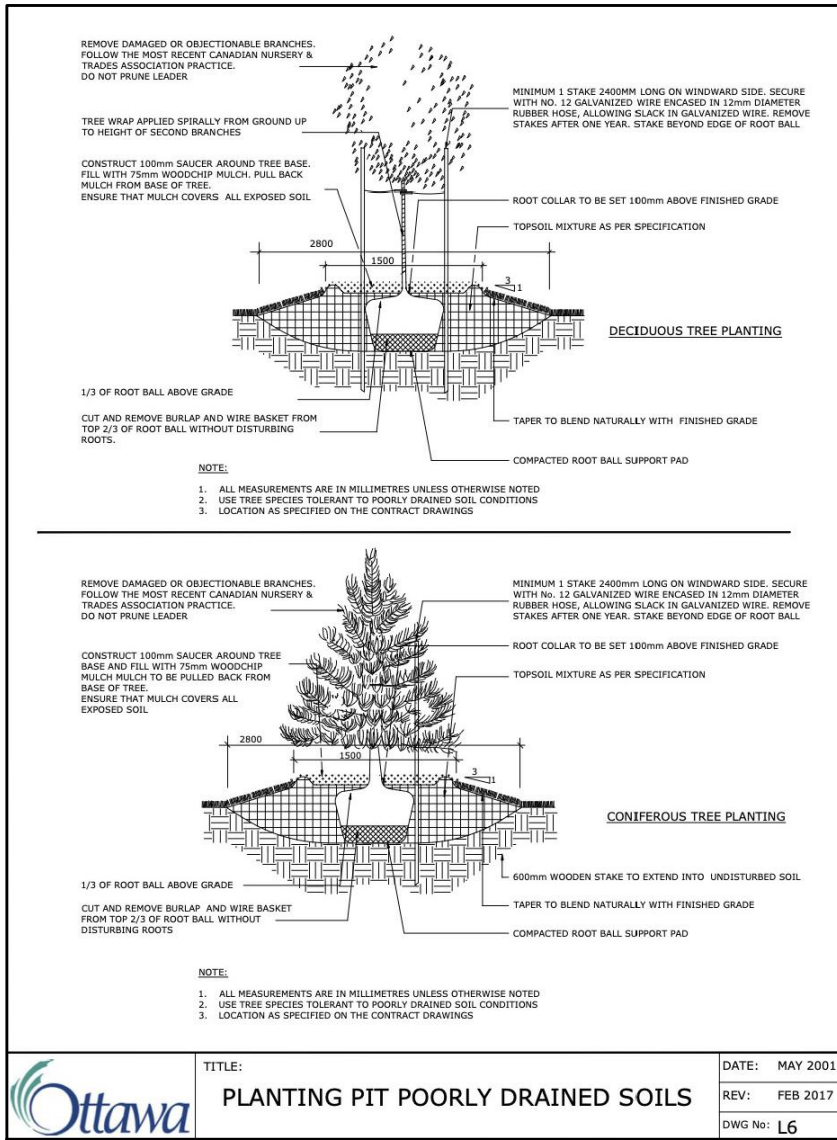 REMOVE DAMAGED OR OBJECTIONABLE BRANCHES.
FOLLOW THE MOST RECENT CANADIAN NURSERY &
TRADES ASSOCIATION PRACTICE.
DO NOT PRUNE LEADER
TREE WRAP APPLIED SPIRALLY FROM GROUND UP
TO HEIGHT OF SECOND BRANCHES
CONSTRUCT 100mm SAUCER AROUND TREE BASE.
FILL WITH 75mm WOODCHIP MULCH. PULL BACK
MULCH FROM BASE OF TREE.
ENSURE THAT MULCH COVERS ALL EXPOSED SOIL
MINIMUM 1 STAKE 2400MM LONG ON WINDWARD SIDE. SECURE
WITH NO. 12 GALVANIZED WIRE ENCASED IN 12mm DIAMETER
RUBBER HOSE, ALLOWING SLACK IN GALVANIZED WIRE. REMOVE
STAKES AFTER ONE YEAR. STAKE BEYOND EDGE OF ROOT BALL
ROOT COLLAR TO BE SET 100mm ABOVE FINISHED GRADE
TOPSOIL MIXTURE AS PER SPECIFICATION
2800
1500
3
1
DECIDUOUS TREE PLANTING
1/3 OF ROOT BALL ABOVE GRADE
CUT AND REMOVE BURLAP AND WIRE BASKET FROM
TOP 2/3 OF ROOT BALL WITHOUT DISTURBING
ROOTS.
TAPER TO BLEND NATURALLY WITH FINISHED GRADE
COMPACTED ROOT BALL SUPPORT PAD
NOTE:
1. ALL MEASUREMENTS ARE IN MILLIMETRES UNLESS OTHERWISE NOTED
2. USE TREE SPECIES TOLERANT TO POORLY DRAINED SOIL CONDITIONS
3. LOCATION AS SPECIFIED ON THE CONTRACT DRAWINGS
REMOVE DAMAGED OR OBJECTIONABLE BRANCHES.
FOLLOW THE MOST RECENT CANADIAN NURSERY &
TRADES ASSOCIATION PRACTICE.
DO NOT PRUNE LEADER
CONSTRUCT 100mm SAUCER AROUND TREE
BASE AND FILL WITH 75mm WOODCHIP
MULCH MULCH TO BE PULLED BACK FROM
BASE OF TREE.
ENSURE THAT MULCH COVERS ALL
EXPOSED SOIL
MINIMUM 1 STAKE 2400mm LONG ON WINDWARD SIDE. SECURE
WITH No. 12 GALVANIZED WIRE ENCASED IN 12mm DIAMETER
RUBBER HOSE, ALLOWING SLACK IN GALVANIZED WIRE. REMOVE
STAKES AFTER ONE YEAR. STAKE BEYOND EDGE OF ROOT BALL
ROOT COLLAR TO BE SET 100mm ABOVE FINISHED GRADE
TOPSOIL MIXTURE AS PER SPECIFICATION
2800
1500
3
1
CONIFEROUS TREE PLANTING
600mm WOODEN STAKE TO EXTEND INTO UNDISTURBED SOIL
1/3 OF ROOT BALL ABOVE GRADE
CUT AND REMOVE BURLAP AND WIRE BASKET
FROM TOP 2/3 OF ROOT BALL WITHOUT
DISTURBING ROOTS
TAPER TO BLEND NATURALLY WITH FINISHED GRADE
COMPACTED ROOT BALL SUPPORT PAD
NOTE:
1. ALL MEASUREMENTS ARE IN MILLIMETRES UNLESS OTHERWISE NOTED
2. USE TREE SPECIES TOLERANT TO POORLY DRAINED SOIL CONDITIONS
3. LOCATION AS SPECIFIED ON THE CONTRACT DRAWINGS
Ottawa
TITLE:
PLANTING PIT POORLY DRAINED SOILS
DATE: MAY 2001
REV: FEB 2017
DWG No: L6